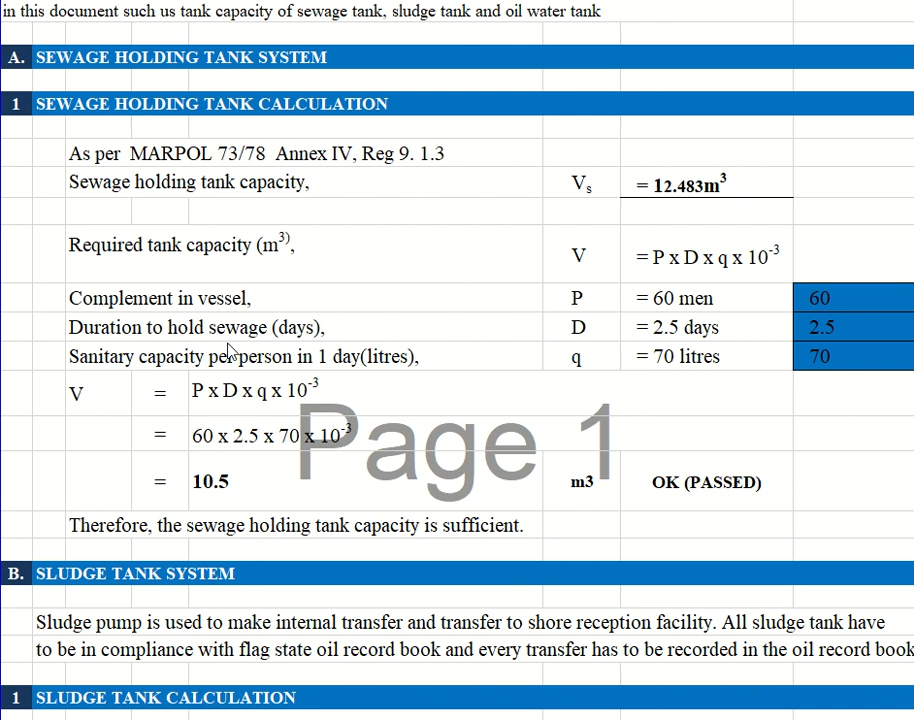 in this document such us tank capacity of sewage tank, sludge tank and oil water tank
A. SEWAGE HOLDING TANK SYSTEM
1 SEWAGE HOLDING TANK CALCULATION
As per MARPOL 73/78 Annex IV, Reg 9. 1.3
Sewage holding tank capacity, Vs = 12.483m³
Required tank capacity (m³), V = P x D x q x 10⁻³
Complement in vessel, P = 60 men 60
Duration to hold sewage (days), D = 2.5 days 2.5
Sanitary capacity per person in 1 day(litres), q = 70 litres 70
V = P x D x q x 10⁻³
= 60 x 2.5 x 70 x 10⁻³
Page 1
= 10.5 m3 OK (PASSED)
Therefore, the sewage holding tank capacity is sufficient.
B. SLUDGE TANK SYSTEM
Sludge pump is used to make internal transfer and transfer to shore reception facility. All sludge tank have
to be in compliance with flag state oil record book and every transfer has to be recorded in the oil record book
1 SLUDGE TANK CALCULATION